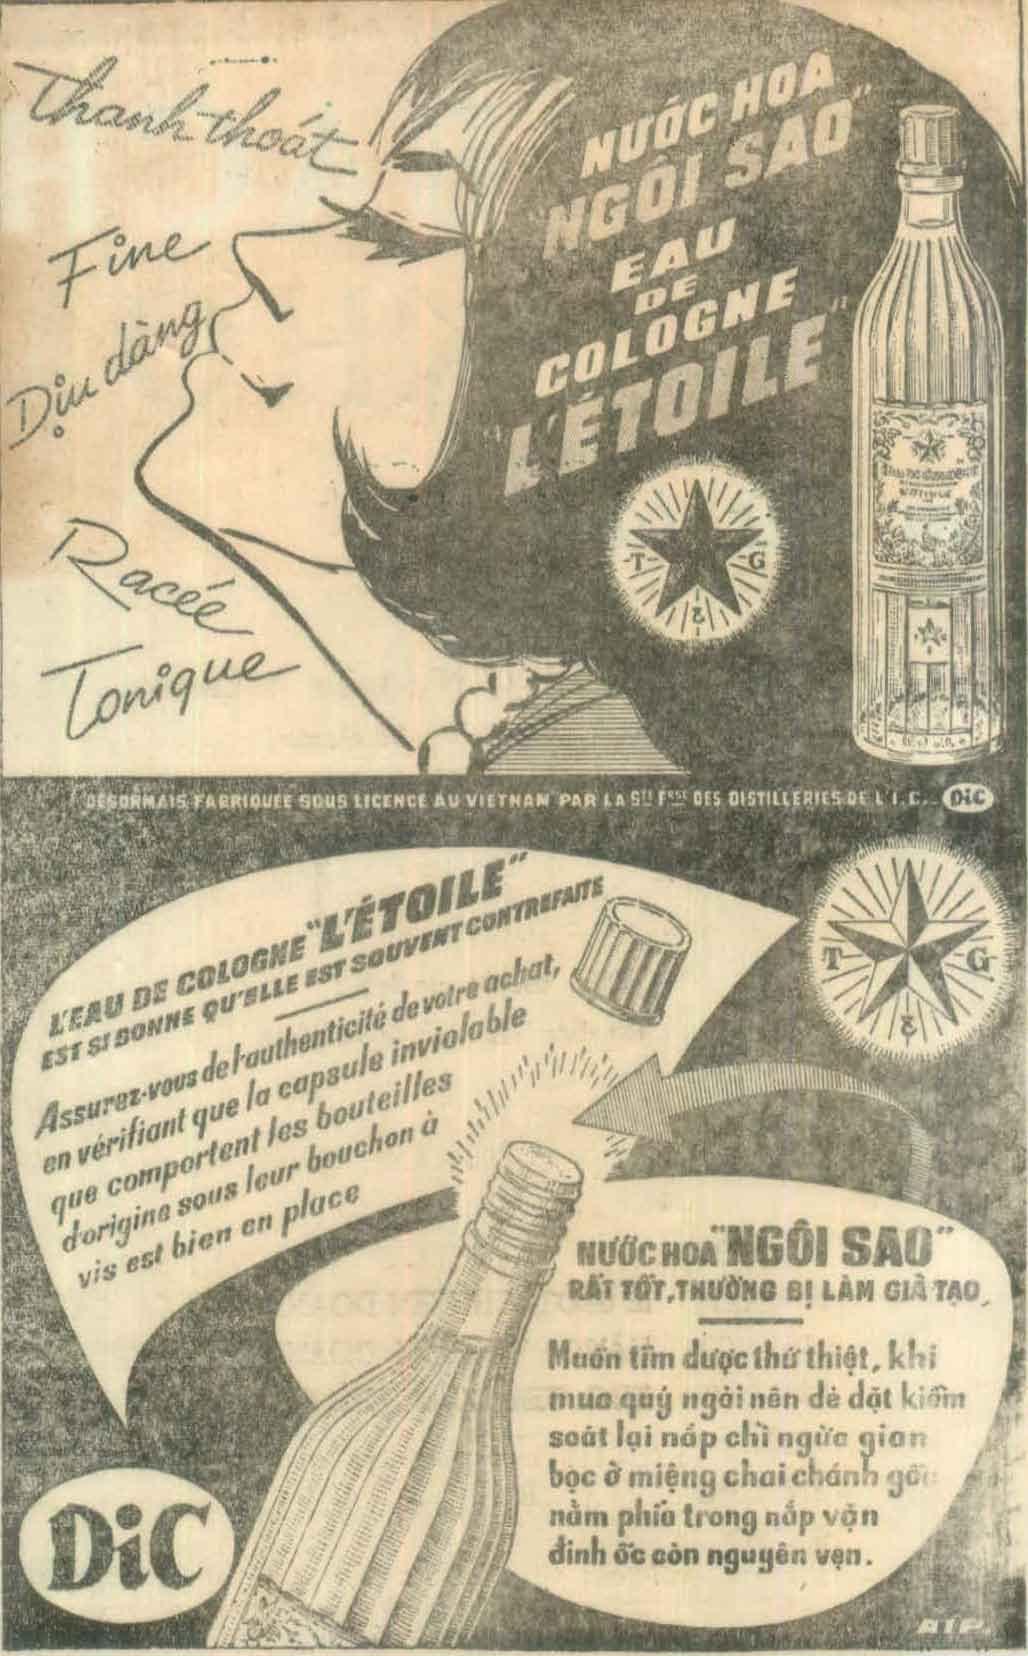 Thanh thoát
Fine
Dịu dàng
Racée
Tonique
NƯỚC HOA
"NGÔI SAO"
EAU
DE
COLOGNE
"L'ÉTOILE"
T G
DÉSORMAIS FABRIQUÉE SOUS LICENCE AU VIETNAM PAR LA Sté Fse DES DISTILLERIES DE L'I.C. DiC
L'EAU DE COLOGNE "L'ÉTOILE"
EST SI BONNE QU'ELLE EST SOUVENT CONTREFAITE
Assurez-vous de l'authenticité de votre achat,
en vérifiant que la capsule inviolable
que comportent les bouteilles
d'origine sous leur bouchon à
vis est bien en place
T G
NƯỚC HOA "NGÔI SAO"
RẤT TỐT, THƯỜNG BỊ LÀM GIẢ TẠO,
Muốn tìm được thứ thiệt, khi
mua quý ngài nên dè dặt kiểm
soát lại nắp chì ngừa gian
bọc ở miệng chai chánh gốc
nằm phía trong nắp vặn
đinh ốc còn nguyên vẹn.
DiC
ATP.